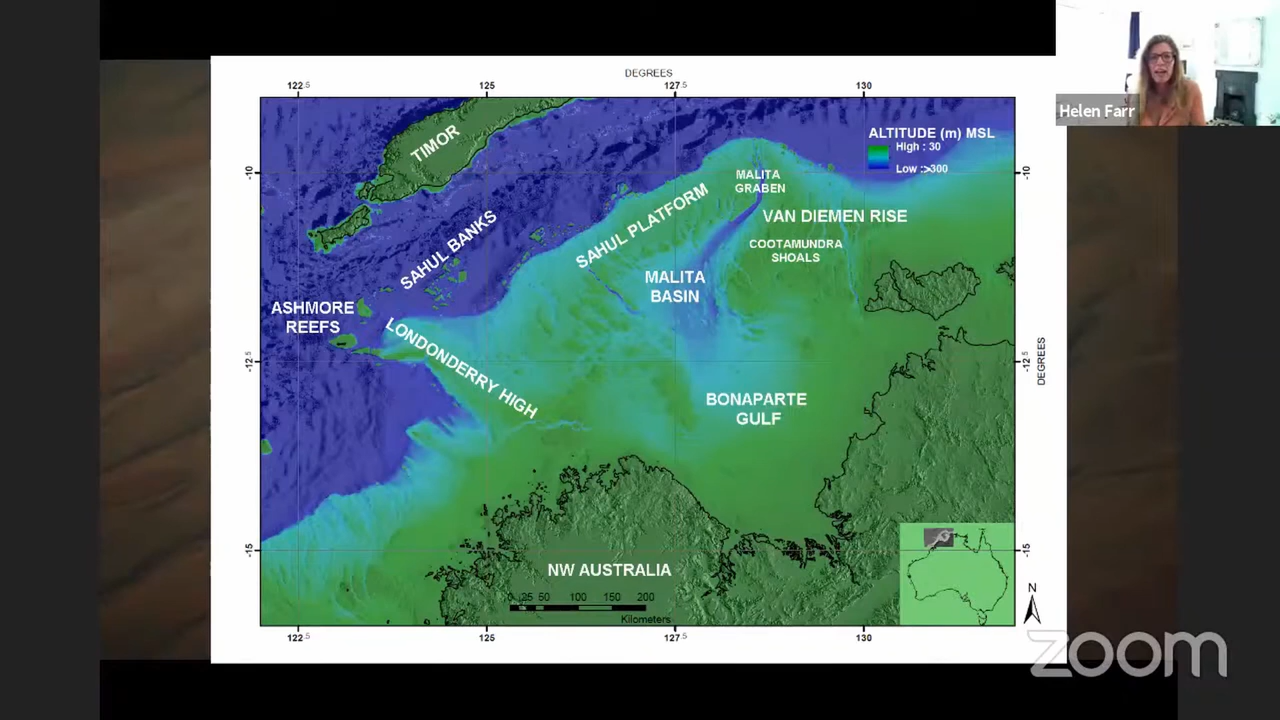 Helen Farr
DEGREES
122.5
125
127.5
130
ALTITUDE (m) MSL
High : 30
Low :>300
TIMOR
-10
-10
MALITA
GRABEN
SAHUL PLATFORM
VAN DIEMEN RISE
SAHUL BANKS
COOTAMUNDRA
SHOALS
MALITA
BASIN
ASHMORE
REEFS
LONDONDERRY HIGH
-12.5
-12.5
DEGREES
BONAPARTE
GULF
-15
-15
NW AUSTRALIA
0 25 50 100 150 200
Kilometers
N
122.5
125
127.5
130
zoom